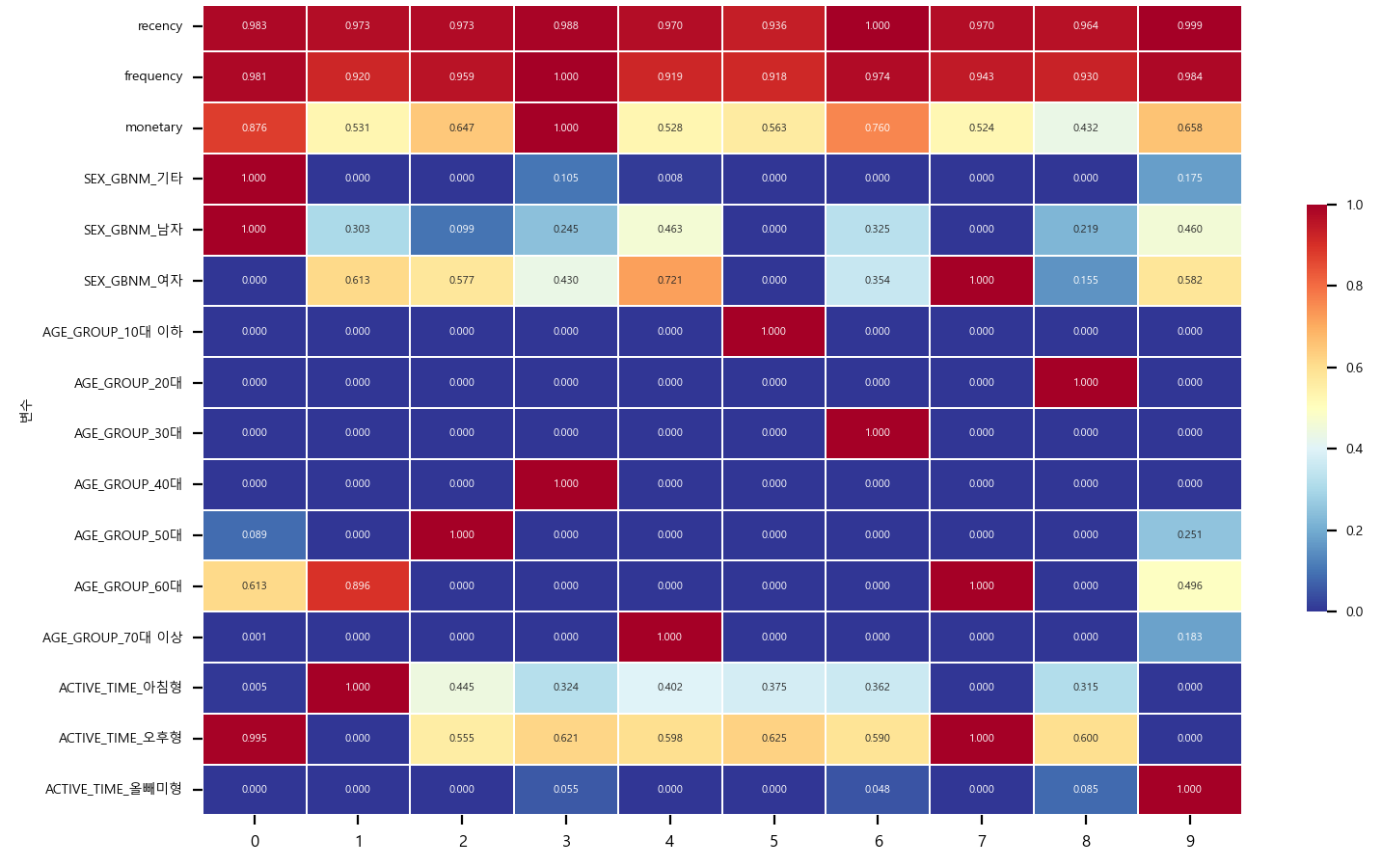 recency 0.983 0.973 0.973 0.988 0.970 0.936 1.000 0.970 0.964 0.999
frequency 0.981 0.920 0.959 1.000 0.919 0.918 0.974 0.943 0.930 0.984
monetary 0.876 0.531 0.647 1.000 0.528 0.563 0.760 0.524 0.432 0.658
SEX_GBNM_기타 1.000 0.000 0.000 0.105 0.008 0.000 0.000 0.000 0.000 0.175
SEX_GBNM_남자 1.000 0.303 0.099 0.245 0.463 0.000 0.325 0.000 0.219 0.460
SEX_GBNM_여자 0.000 0.613 0.577 0.430 0.721 0.000 0.354 1.000 0.155 0.582
AGE_GROUP_10대 이하 0.000 0.000 0.000 0.000 0.000 1.000 0.000 0.000 0.000 0.000
AGE_GROUP_20대 0.000 0.000 0.000 0.000 0.000 0.000 0.000 0.000 1.000 0.000
AGE_GROUP_30대 0.000 0.000 0.000 0.000 0.000 0.000 1.000 0.000 0.000 0.000
AGE_GROUP_40대 0.000 0.000 0.000 1.000 0.000 0.000 0.000 0.000 0.000 0.000
AGE_GROUP_50대 0.089 0.000 1.000 0.000 0.000 0.000 0.000 0.000 0.000 0.251
AGE_GROUP_60대 0.613 0.896 0.000 0.000 0.000 0.000 0.000 1.000 0.000 0.496
AGE_GROUP_70대 이상 0.001 0.000 0.000 0.000 1.000 0.000 0.000 0.000 0.000 0.183
ACTIVE_TIME_아침형 0.005 1.000 0.445 0.324 0.402 0.375 0.362 0.000 0.315 0.000
ACTIVE_TIME_오후형 0.995 0.000 0.555 0.621 0.598 0.625 0.590 1.000 0.600 0.000
ACTIVE_TIME_올빼미형 0.000 0.000 0.000 0.055 0.000 0.000 0.048 0.000 0.085 1.000
0 1 2 3 4 5 6 7 8 9
변수
1.0
0.8
0.6
0.4
0.2
0.0